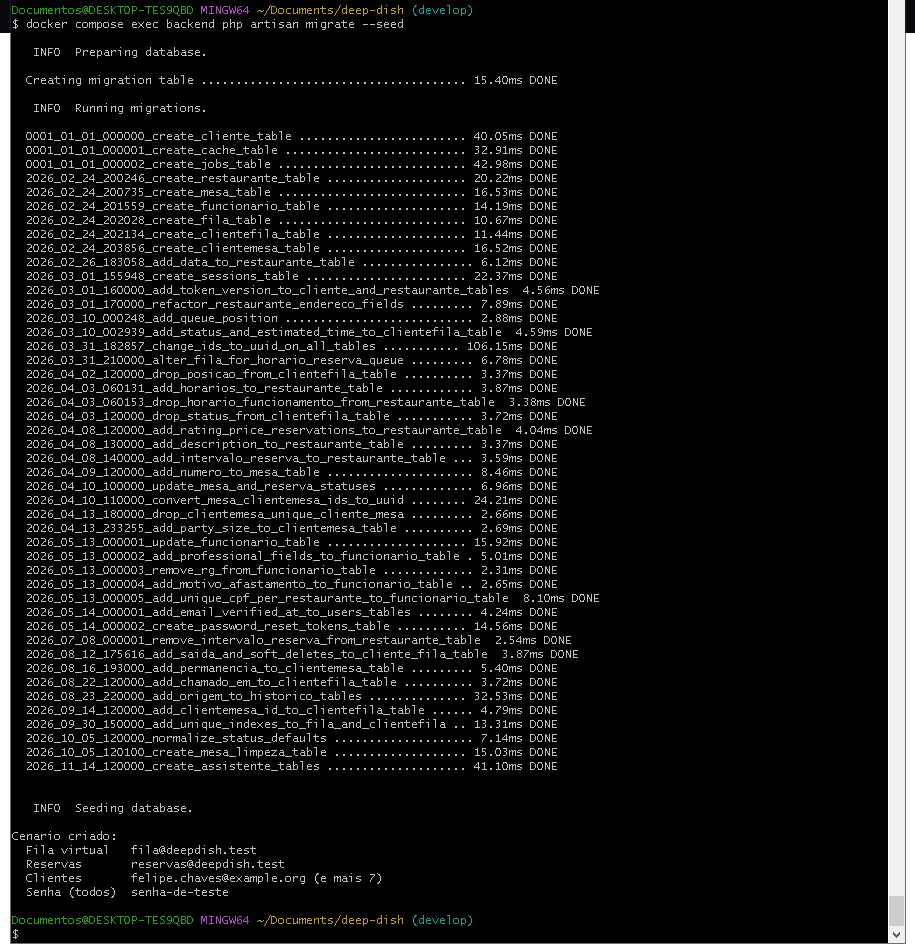 Documentos@DESKTOP-TES9QBD MINGW64 ~/Documents/deep-dish (develop)
$ docker compose exec backend php artisan migrate --seed
INFO  Preparing database.
Creating migration table ...................................... 15.40ms DONE
INFO  Running migrations.
0001_01_01_000000_create_cliente_table ........................ 40.05ms DONE
0001_01_01_000001_create_cache_table .......................... 32.91ms DONE
0001_01_01_000002_create_jobs_table ........................... 42.98ms DONE
2026_02_24_200246_create_restaurante_table .................... 20.22ms DONE
2026_02_24_200735_create_mesa_table ........................... 16.53ms DONE
2026_02_24_201559_create_funcionario_table .................... 14.19ms DONE
2026_02_24_202028_create_fila_table ........................... 10.67ms DONE
2026_02_24_202134_create_clientefila_table .................... 11.44ms DONE
2026_02_24_203856_create_clientemesa_table .................... 16.52ms DONE
2026_02_26_183058_add_data_to_restaurante_table ................ 6.12ms DONE
2026_03_01_155948_create_sessions_table ....................... 22.37ms DONE
2026_03_01_160000_add_token_version_to_cliente_and_restaurante_tables  4.56ms DONE
2026_03_01_170000_refactor_restaurante_endereco_fields ......... 7.89ms DONE
2026_03_10_000248_add_queue_position ........................... 2.88ms DONE
2026_03_10_002939_add_status_and_estimated_time_to_clientefila_table  4.59ms DONE
2026_03_31_182857_change_ids_to_uuid_on_all_tables ........... 106.15ms DONE
2026_03_31_210000_alter_fila_for_horario_reserva_queue ......... 6.78ms DONE
2026_04_02_120000_drop_posicao_from_clientefila_table .......... 3.37ms DONE
2026_04_03_060131_add_horarios_to_restaurante_table ............ 3.87ms DONE
2026_04_03_060153_drop_horario_funcionamento_from_restaurante_table  3.38ms DONE
2026_04_03_120000_drop_status_from_clientefila_table ........... 3.72ms DONE
2026_04_08_120000_add_rating_price_reservations_to_restaurante_table  4.04ms DONE
2026_04_08_130000_add_description_to_restaurante_table ......... 3.37ms DONE
2026_04_08_140000_add_intervalo_reserva_to_restaurante_table ... 3.59ms DONE
2026_04_09_120000_add_numero_to_mesa_table ..................... 8.46ms DONE
2026_04_10_100000_update_mesa_and_reserva_statuses ............. 6.96ms DONE
2026_04_10_110000_convert_mesa_clientemesa_ids_to_uuid ........ 24.21ms DONE
2026_04_13_180000_drop_clientemesa_unique_cliente_mesa ......... 2.66ms DONE
2026_04_13_233255_add_party_size_to_clientemesa_table .......... 2.69ms DONE
2026_05_13_000001_update_funcionario_table .................... 15.92ms DONE
2026_05_13_000002_add_professional_fields_to_funcionario_table . 5.01ms DONE
2026_05_13_000003_remove_rg_from_funcionario_table ............. 2.31ms DONE
2026_05_13_000004_add_motivo_afastamento_to_funcionario_table .. 2.65ms DONE
2026_05_13_000005_add_unique_cpf_per_restaurante_to_funcionario_table  8.10ms DONE
2026_05_14_000001_add_email_verified_at_to_users_tables ........ 4.24ms DONE
2026_05_14_000002_create_password_reset_tokens_table .......... 14.56ms DONE
2026_07_08_000001_remove_intervalo_reserva_from_restaurante_table  2.54ms DONE
2026_08_12_175616_add_saida_and_soft_deletes_to_cliente_fila_table  3.87ms DONE
2026_08_16_193000_add_permanencia_to_clientemesa_table ......... 5.40ms DONE
2026_08_22_120000_add_chamado_em_to_clientefila_table .......... 3.72ms DONE
2026_08_23_220000_add_origem_to_historico_tables .............. 32.53ms DONE
2026_09_14_120000_add_clientemesa_id_to_clientefila_table ...... 4.79ms DONE
2026_09_30_150000_add_unique_indexes_to_fila_and_clientefila .. 13.31ms DONE
2026_10_05_120000_normalize_status_defaults .................... 7.14ms DONE
2026_10_05_120100_create_mesa_limpeza_table ................... 15.03ms DONE
2026_11_14_120000_create_assistente_tables .................... 41.10ms DONE
INFO  Seeding database.
Cenario criado:
Fila virtual   fila@deepdish.test
Reservas       reservas@deepdish.test
Clientes       felipe.chaves@example.org (e mais 7)
Senha (todos)  senha-de-teste
Documentos@DESKTOP-TES9QBD MINGW64 ~/Documents/deep-dish (develop)
$